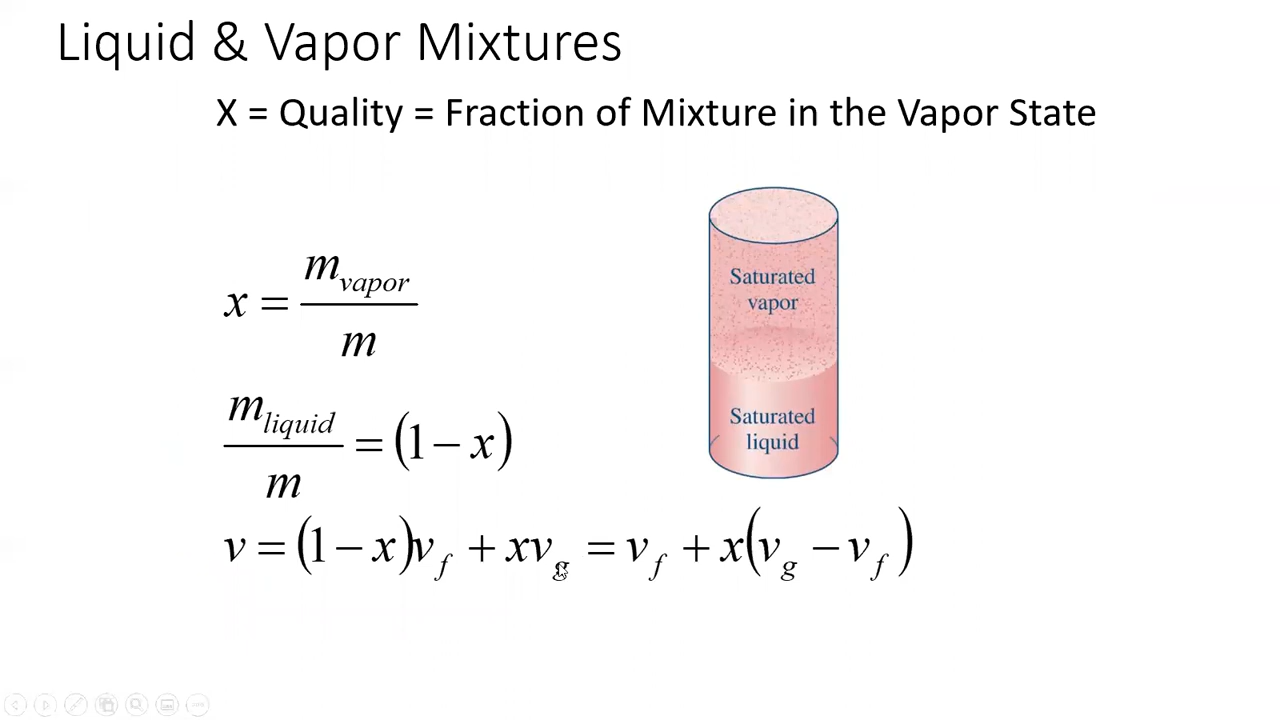 Liquid & Vapor Mixtures
X = Quality = Fraction of Mixture in the Vapor State
x = m_vapor / m
Saturated
vapor
m_liquid / m = (1 − x)
Saturated
liquid
v = (1 − x)v_f + xv_g = v_f + x(v_g − v_f)